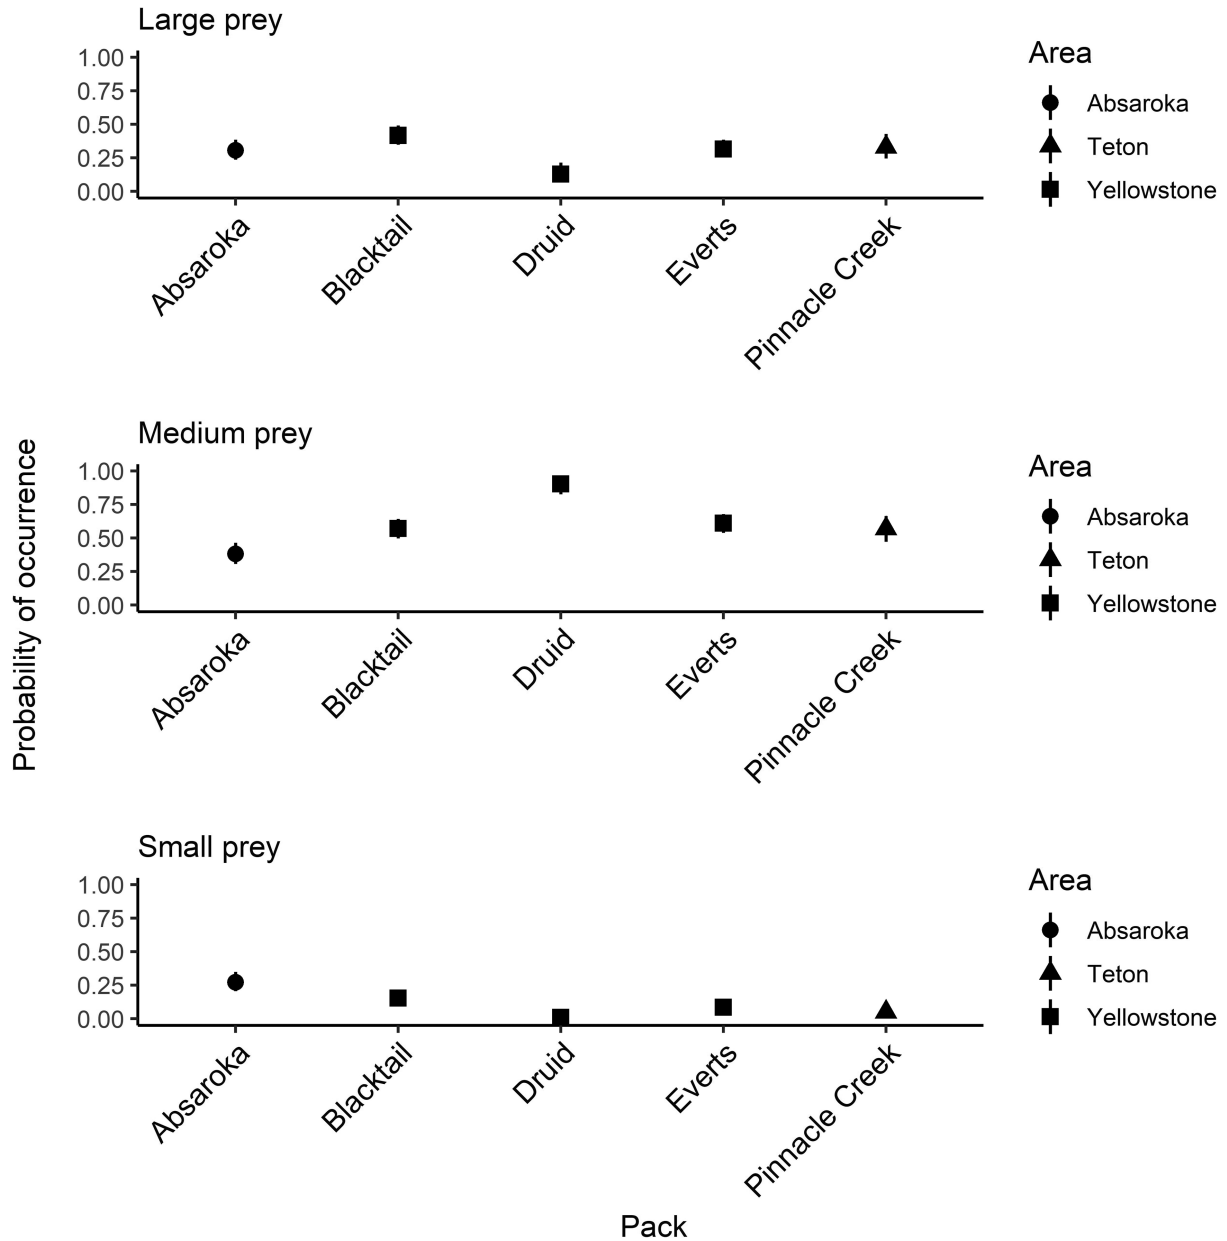 Large prey
1.00
0.75
0.50
0.25
0.00
Absaroka
Blacktail
Druid
Everts
Pinnacle Creek
Area
Absaroka
Teton
Yellowstone
Probability of occurrence
Medium prey
1.00
0.75
0.50
0.25
0.00
Absaroka
Blacktail
Druid
Everts
Pinnacle Creek
Area
Absaroka
Teton
Yellowstone
Small prey
1.00
0.75
0.50
0.25
0.00
Absaroka
Blacktail
Druid
Everts
Pinnacle Creek
Area
Absaroka
Teton
Yellowstone
Pack